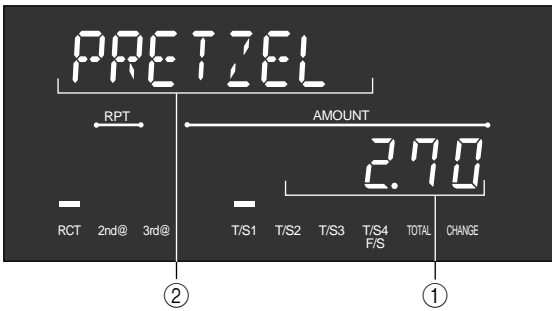 PRETZEL
RPT AMOUNT
2.70
RCT 2nd@ 3rd@ T/S1 T/S2 T/S3 T/S4 TOTAL CHANGE
F/S
② ①